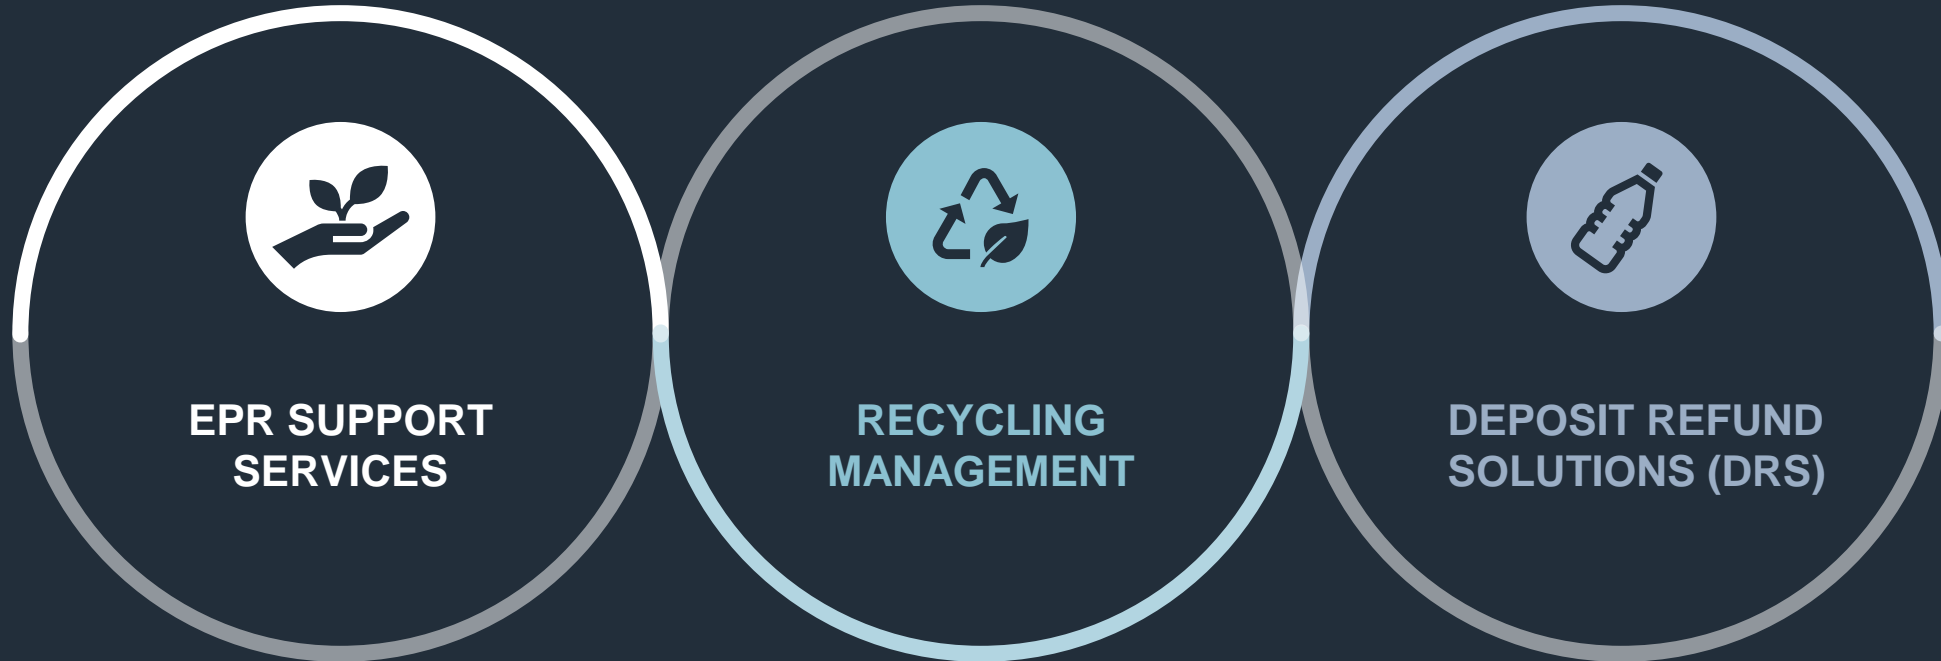 EPR SUPPORT
SERVICES
RECYCLING
MANAGEMENT
DEPOSIT REFUND
SOLUTIONS (DRS)